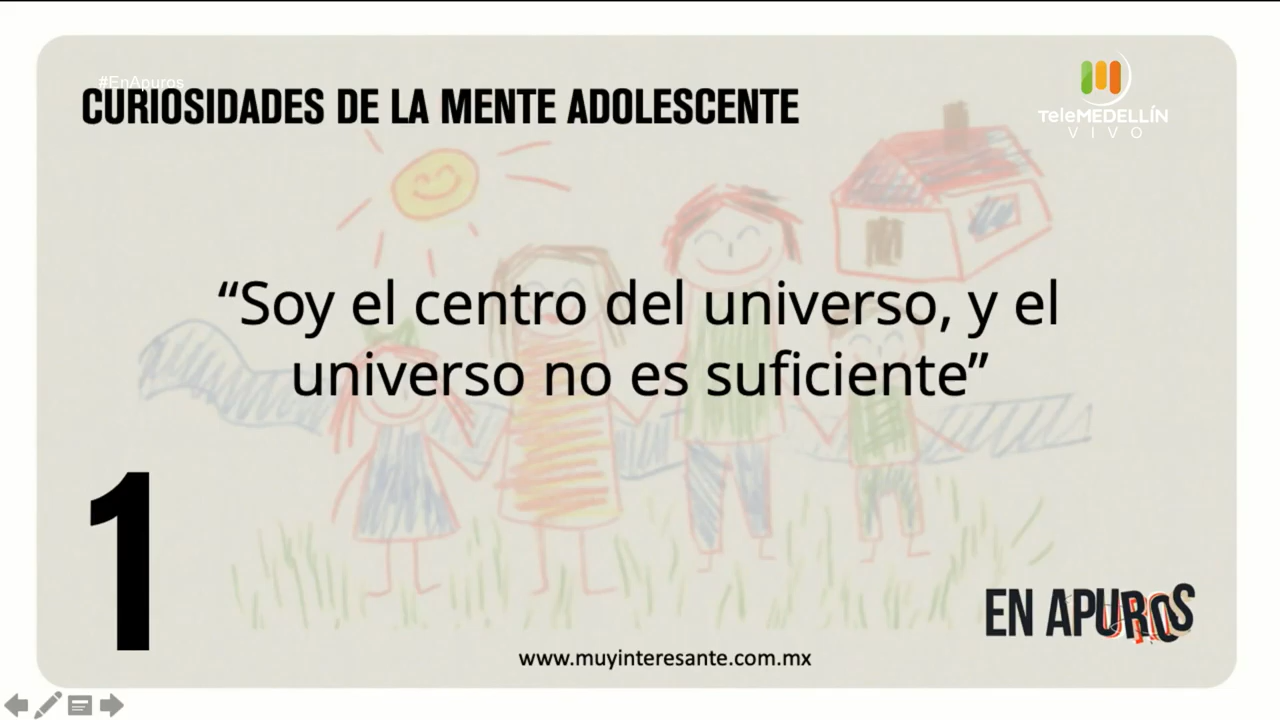 #EnApuros
CURIOSIDADES DE LA MENTE ADOLESCENTE
TeleMEDELLÍN
VIVO
“Soy el centro del universo, y el
universo no es suficiente”
1
EN APUROS
www.muyinteresante.com.mx